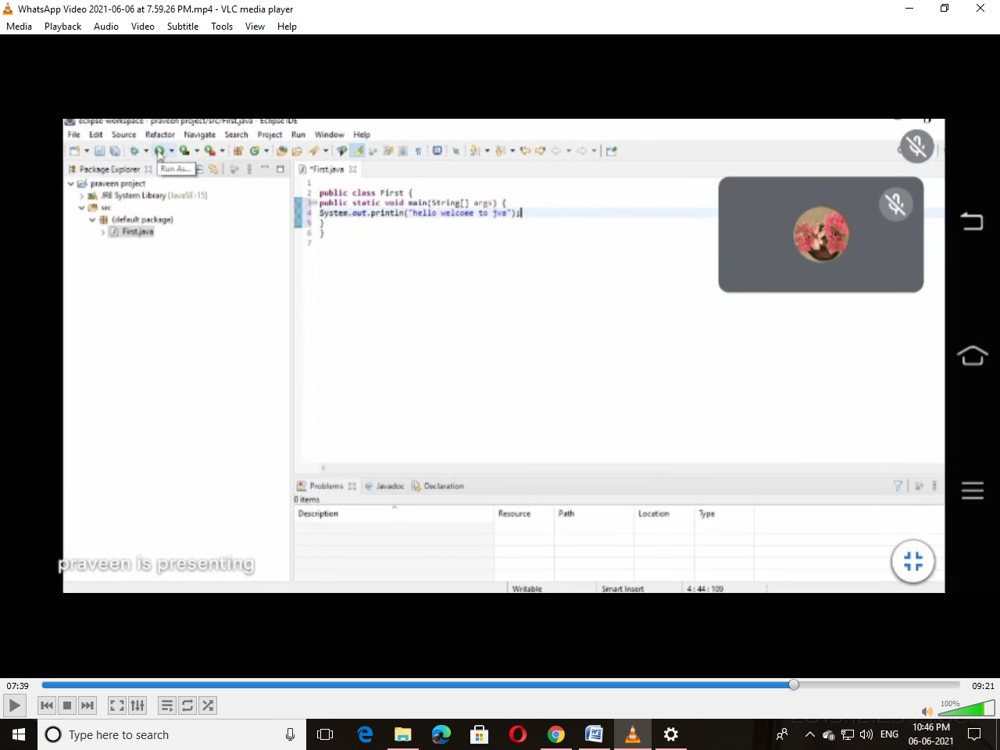 WhatsApp Video 2021-06-06 at 7.59.26 PM.mp4 - VLC media player
Media Playback Audio Video Subtitle Tools View Help
eclipse-workspace - praveen project/src/First.java - Eclipse IDE
File Edit Source Refactor Navigate Search Project Run Window Help
Package Explorer
Run As...
*First.java
praveen project
JRE System Library [JavaSE-15]
src
(default package)
First.java
1
2 public class First {
3 public static void main(String[] args) {
4 System.out.println("hello welcome to jva");
5 }
6 }
7
Problems Javadoc Declaration
0 items
Description Resource Path Location Type
praveen is presenting
Writable Smart Insert 4 : 44 : 109
07:39 09:21
100%
Type here to search
ENG
10:46 PM
06-06-2021